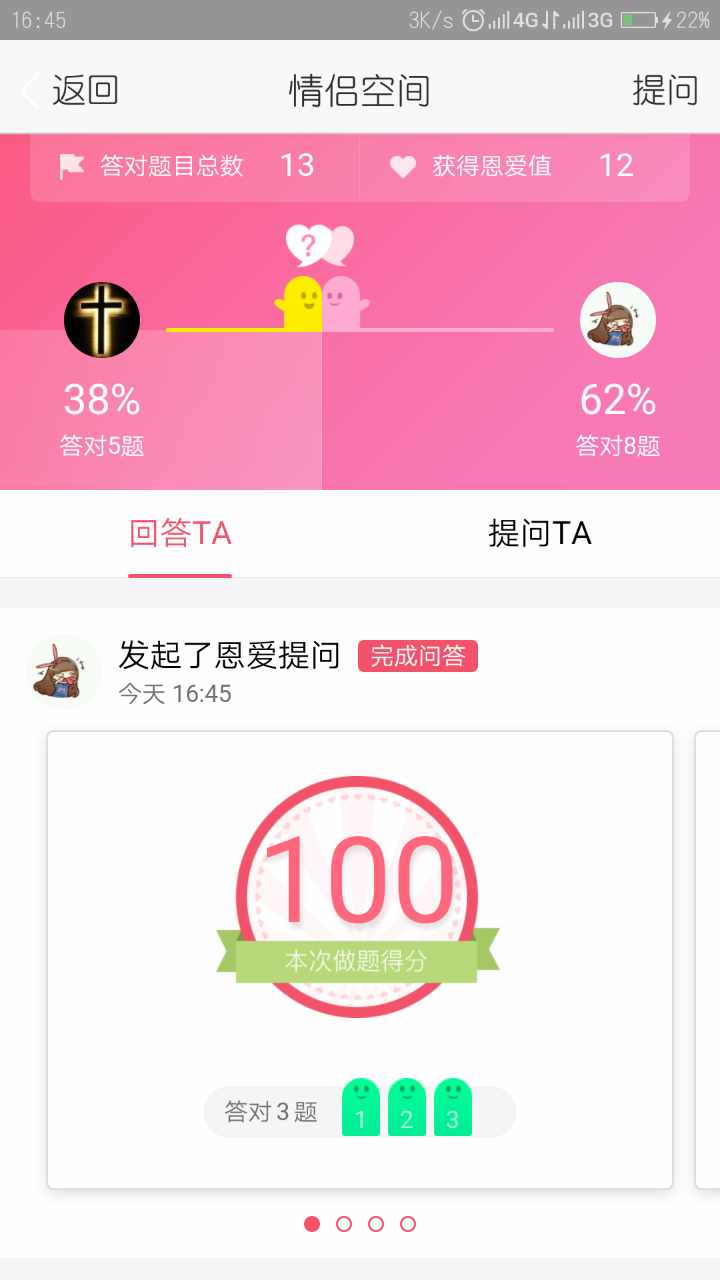 16:45 3K/s 4G 3G 22%
返回 情侣空间 提问
答对题目总数 13 获得恩爱值 12
?
38% 62%
答对5题 答对8题
回答TA 提问TA
发起了恩爱提问 完成问答
今天 16:45
100
本次做题得分
答对3题 1 2 3